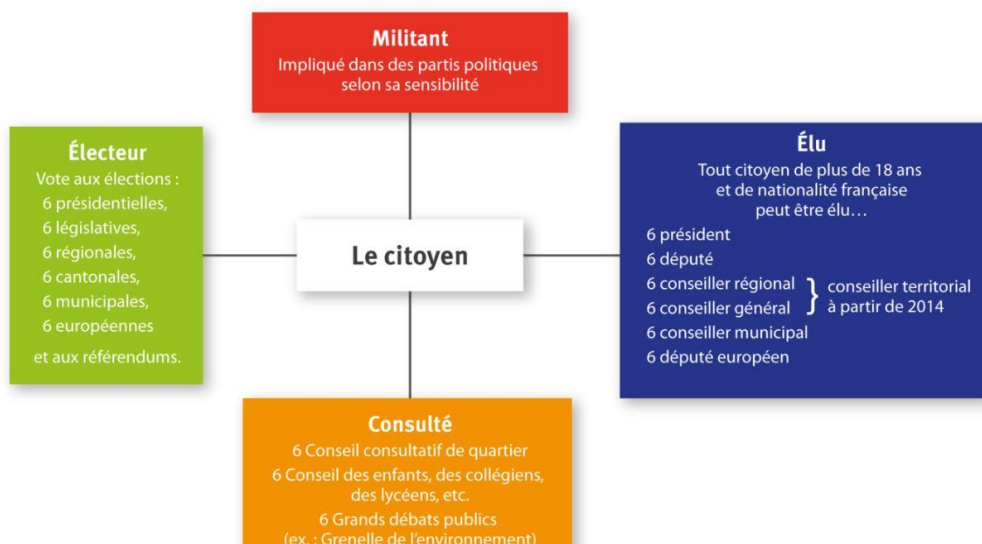 Militant
Impliqué dans des partis politiques
selon sa sensibilité
Électeur
Vote aux élections :
6 présidentielles,
6 législatives,
6 régionales,
6 cantonales,
6 municipales,
6 européennes
et aux référendums.
Le citoyen
Élu
Tout citoyen de plus de 18 ans
et de nationalité française
peut être élu…
6 président
6 député
6 conseiller régional
6 conseiller général
} conseiller territorial
à partir de 2014
6 conseiller municipal
6 député européen
Consulté
6 Conseil consultatif de quartier
6 Conseil des enfants, des collégiens,
des lycéens, etc.
6 Grands débats publics
(ex. : Grenelle de l'environnement)